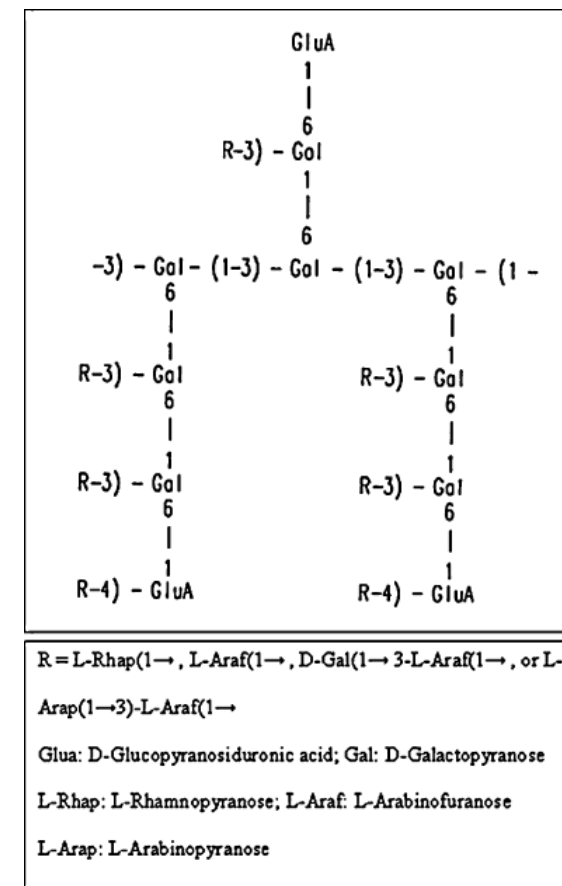 GluA
1
|
6
R-3) - Gal
1
|
6
-3) - Gal - (1-3) - Gal - (1-3) - Gal - (1 -
6 6
| |
1 1
R-3) - Gal R-3) - Gal
6 6
| |
1 1
R-3) - Gal R-3) - Gal
6 6
| |
1 1
R-4) - GluA R-4) - GluA
R = L-Rhap(1→ , L-Araf(1→ , D-Gal(1→ 3-L-Araf(1→ , or L-
Arap(1→3)-L-Araf(1→
Glua: D-Glucopyranosiduronic acid; Gal: D-Galactopyranose
L-Rhap: L-Rhamnopyranose; L-Araf: L-Arabinofuranose
L-Arap: L-Arabinopyranose